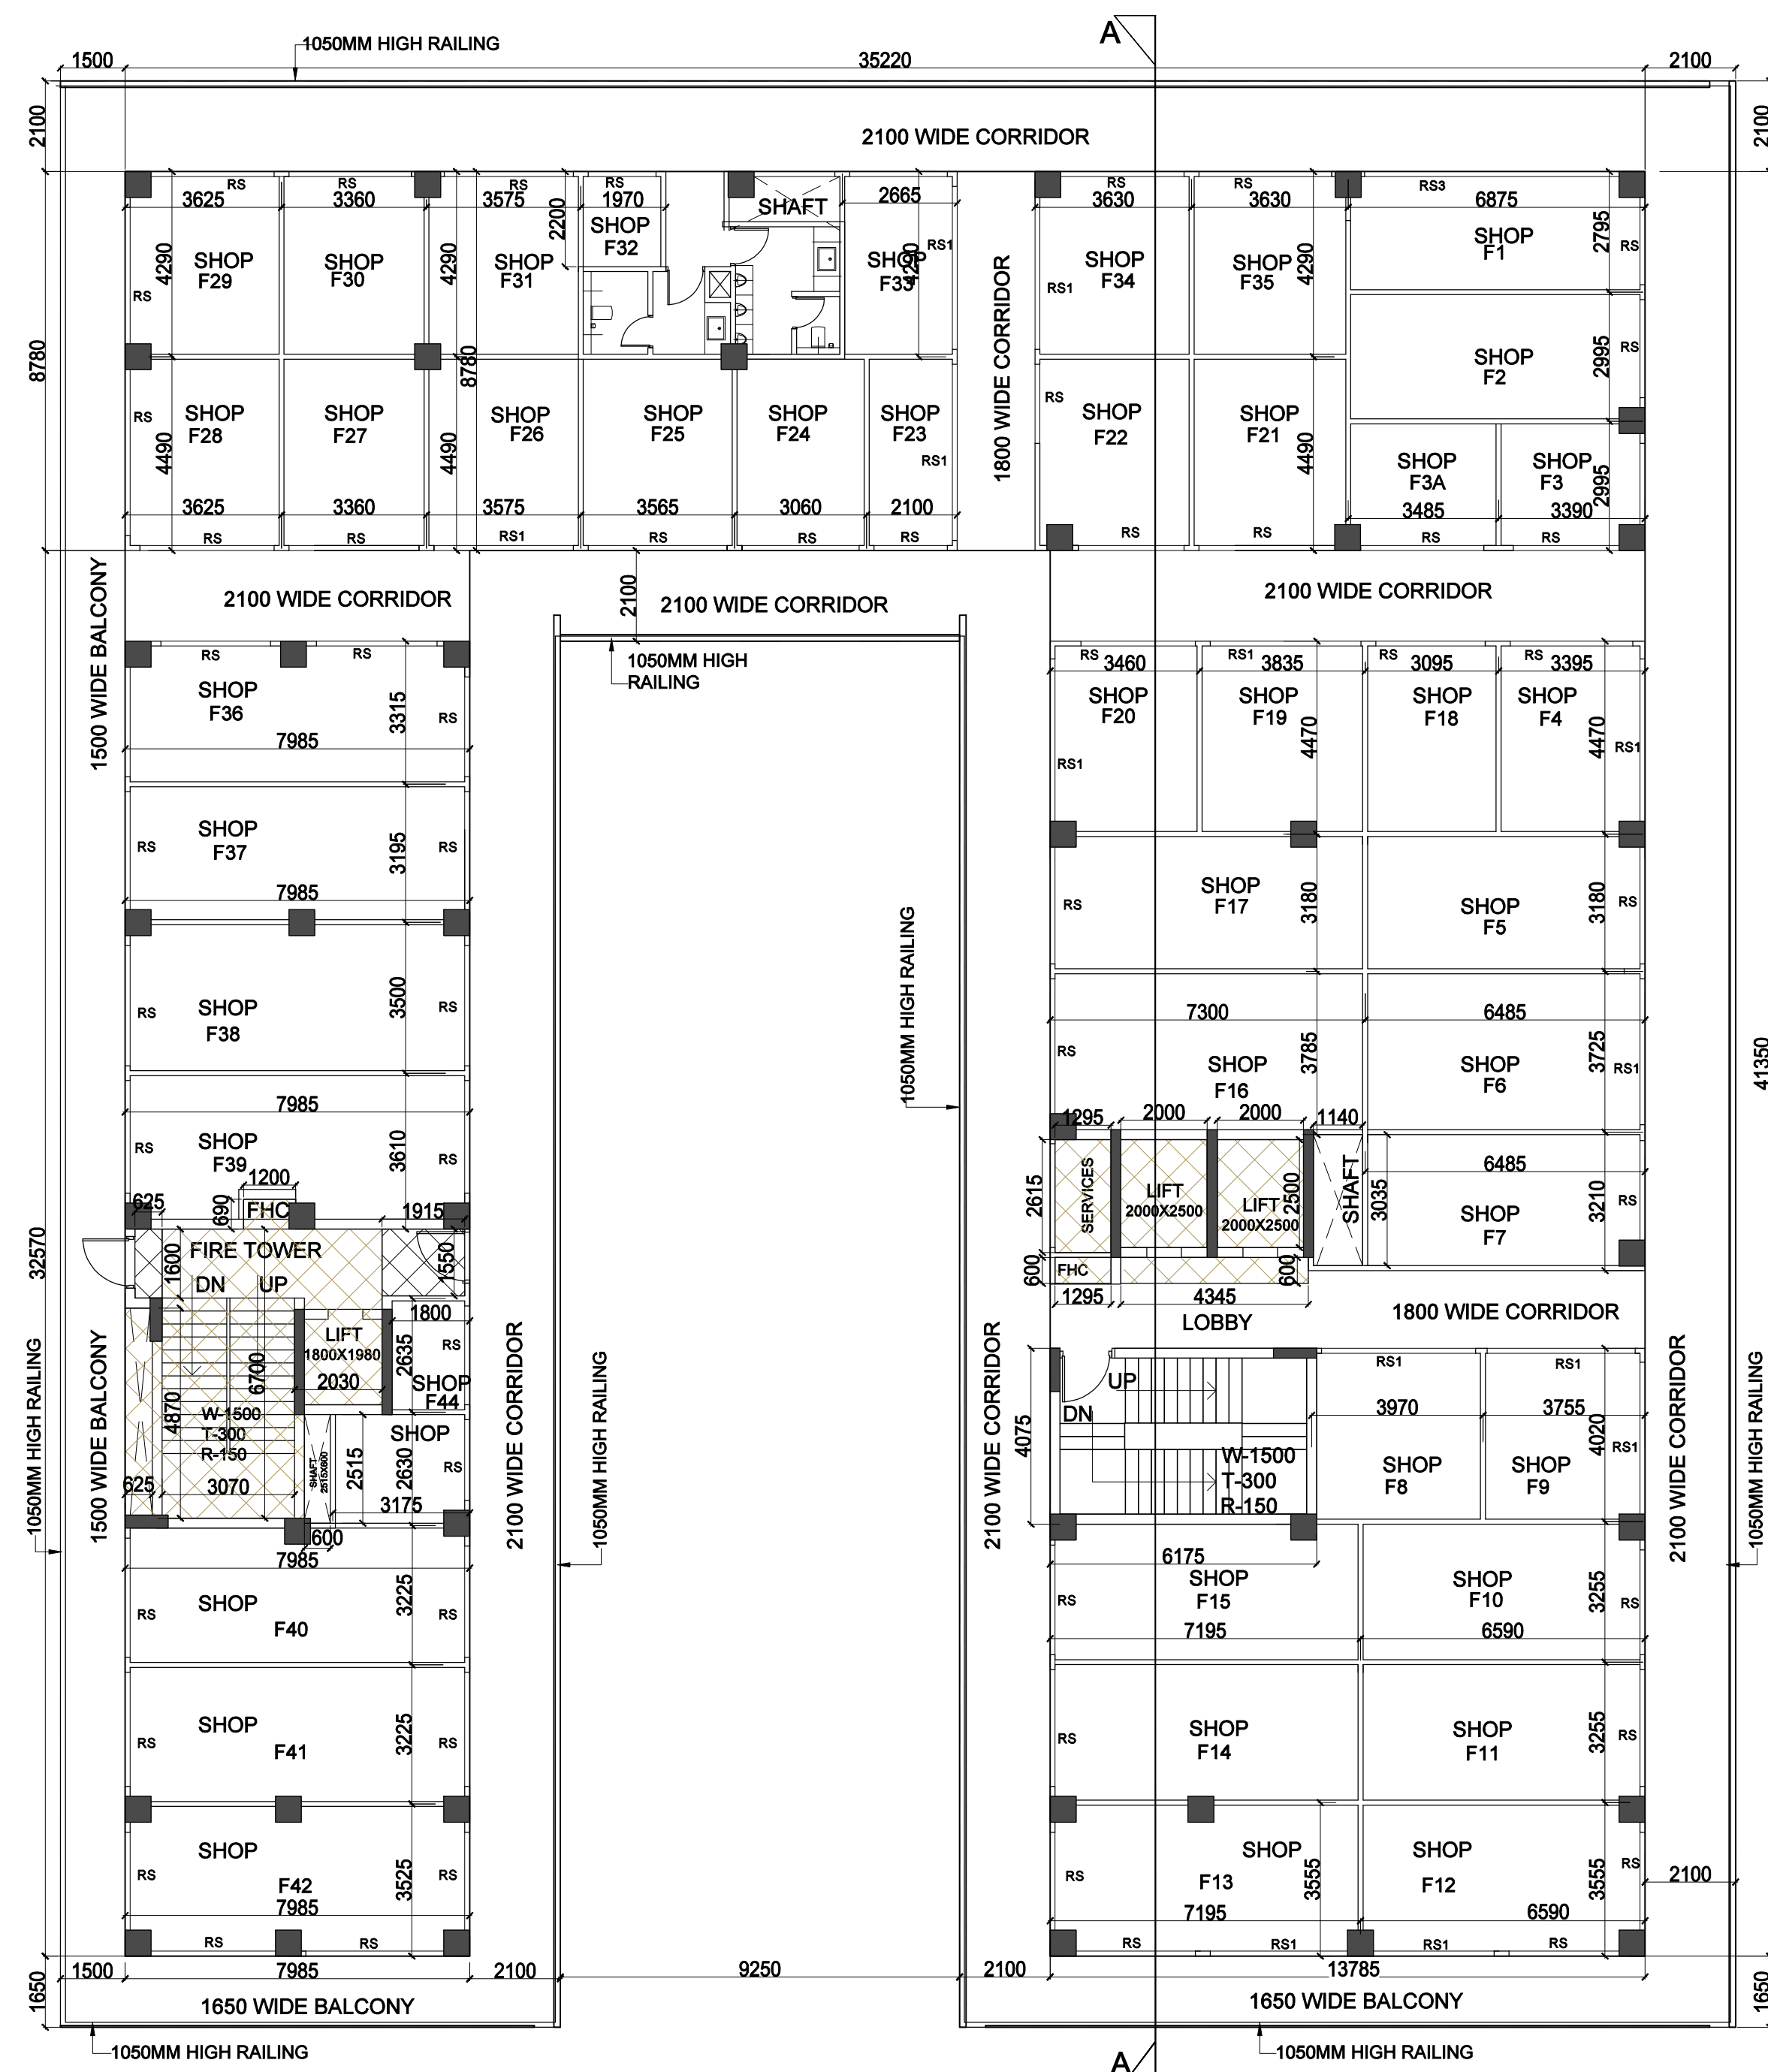 A
1050MM HIGH RAILING
1500
35220
2100
2100
2100
2100 WIDE CORRIDOR
RS
RS
RS
RS
RS
RS
RS3
3625
3360
3575
1970
SHAFT
2665
3630
3630
6875
2200
SHOP
F32
4290
SHOP
F29
SHOP
F30
4290
SHOP
F31
SHOP
F33
4290
RS1
RS
RS1
SHOP
F34
SHOP
F35
4290
SHOP
F1
2795
RS
1800 WIDE CORRIDOR
8780
8780
SHOP
F2
2995
RS
RS
SHOP
F28
4490
SHOP
F27
4490
SHOP
F26
SHOP
F25
SHOP
F24
SHOP
F23
RS1
RS
SHOP
F22
SHOP
F21
4490
SHOP
F3A
SHOP
F3
2995
3625
3360
3575
3565
3060
2100
3485
3390
RS
RS
RS1
RS
RS
RS
RS
RS
RS
RS
1500 WIDE BALCONY
2100 WIDE CORRIDOR
2100
2100 WIDE CORRIDOR
2100 WIDE CORRIDOR
1050MM HIGH
RAILING
RS
RS
SHOP
F36
3315
RS
7985
RS
RS1
RS
RS
3460
3835
3095
3395
SHOP
F20
SHOP
F19
SHOP
F18
SHOP
F4
4470
4470
RS1
RS1
RS
SHOP
F37
3195
RS
7985
RS
SHOP
F17
3180
SHOP
F5
3180
RS
RS
SHOP
F38
3500
RS
1050MM HIGH RAILING
7300
6485
RS
SHOP
F16
3785
SHOP
F6
3725
RS1
41350
7985
RS
SHOP
F39
3610
RS
1200
625
690
FHC
1915
1295
2000
2000
1140
2615
SERVICES
LIFT
2000X2500
LIFT
2000X2500
2500
SHAFT
3035
6485
SHOP
F7
3210
RS
32570
1600
FIRE TOWER
DN
UP
1550
600
FHC
600
1295
4345
LOBBY
1800 WIDE CORRIDOR
1050MM HIGH RAILING
1500 WIDE BALCONY
4870
6700
LIFT
1800X1980
2030
1800
2635
RS
SHOP
F44
W-1500
T-300
R-150
625
3070
SHAFT
2515X600
2515
SHOP
2630
RS
3175
600
2100 WIDE CORRIDOR
1050MM HIGH RAILING
2100 WIDE CORRIDOR
4075
UP
DN
W-1500
T-300
R-150
6175
RS1
RS1
3970
3755
SHOP
F8
SHOP
F9
4020
RS1
2100 WIDE CORRIDOR
1050MM HIGH RAILING
7985
RS
SHOP
F40
3225
RS
RS
SHOP
F15
7195
SHOP
F10
6590
3255
RS
RS
SHOP
F41
3225
RS
RS
SHOP
F14
SHOP
F11
3255
RS
SHOP
F42
3525
RS
7985
RS
RS
RS
SHOP
F13
3555
7195
SHOP
F12
3555
RS
6590
2100
RS
RS1
RS1
RS
1650
1500
7985
2100
9250
2100
13785
1650
1650 WIDE BALCONY
1650 WIDE BALCONY
1050MM HIGH RAILING
1050MM HIGH RAILING
A